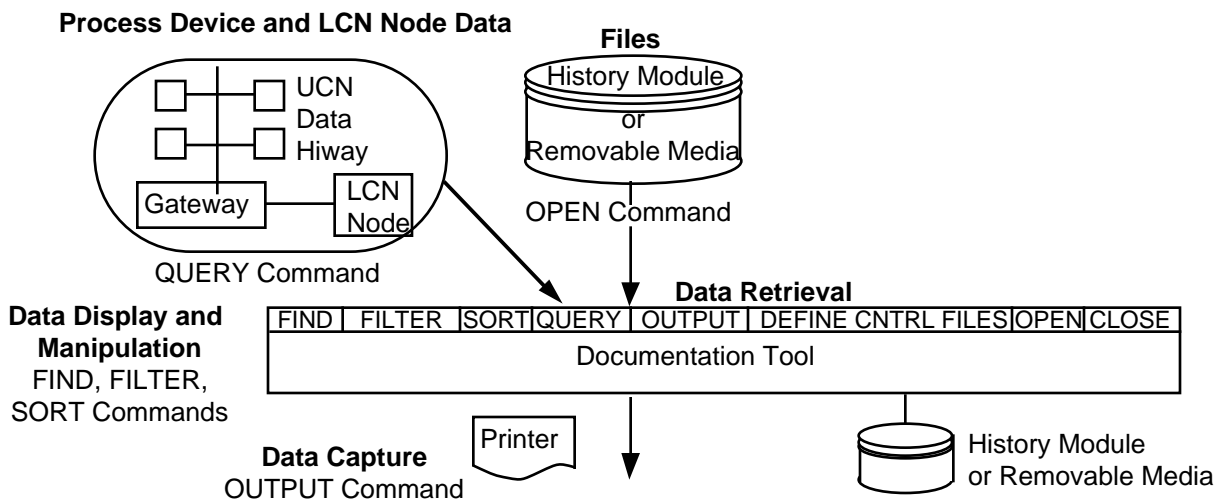 Process Device and LCN Node Data
Files
UCN
Data
Hiway
Gateway
LCN
Node
QUERY Command
History Module
or
Removable Media
OPEN Command
Data Retrieval
Data Display and
Manipulation
FIND, FILTER,
SORT Commands
FIND FILTER SORT QUERY OUTPUT DEFINE CNTRL FILES OPEN CLOSE
Documentation Tool
Data Capture
OUTPUT Command
Printer
History Module
or Removable Media